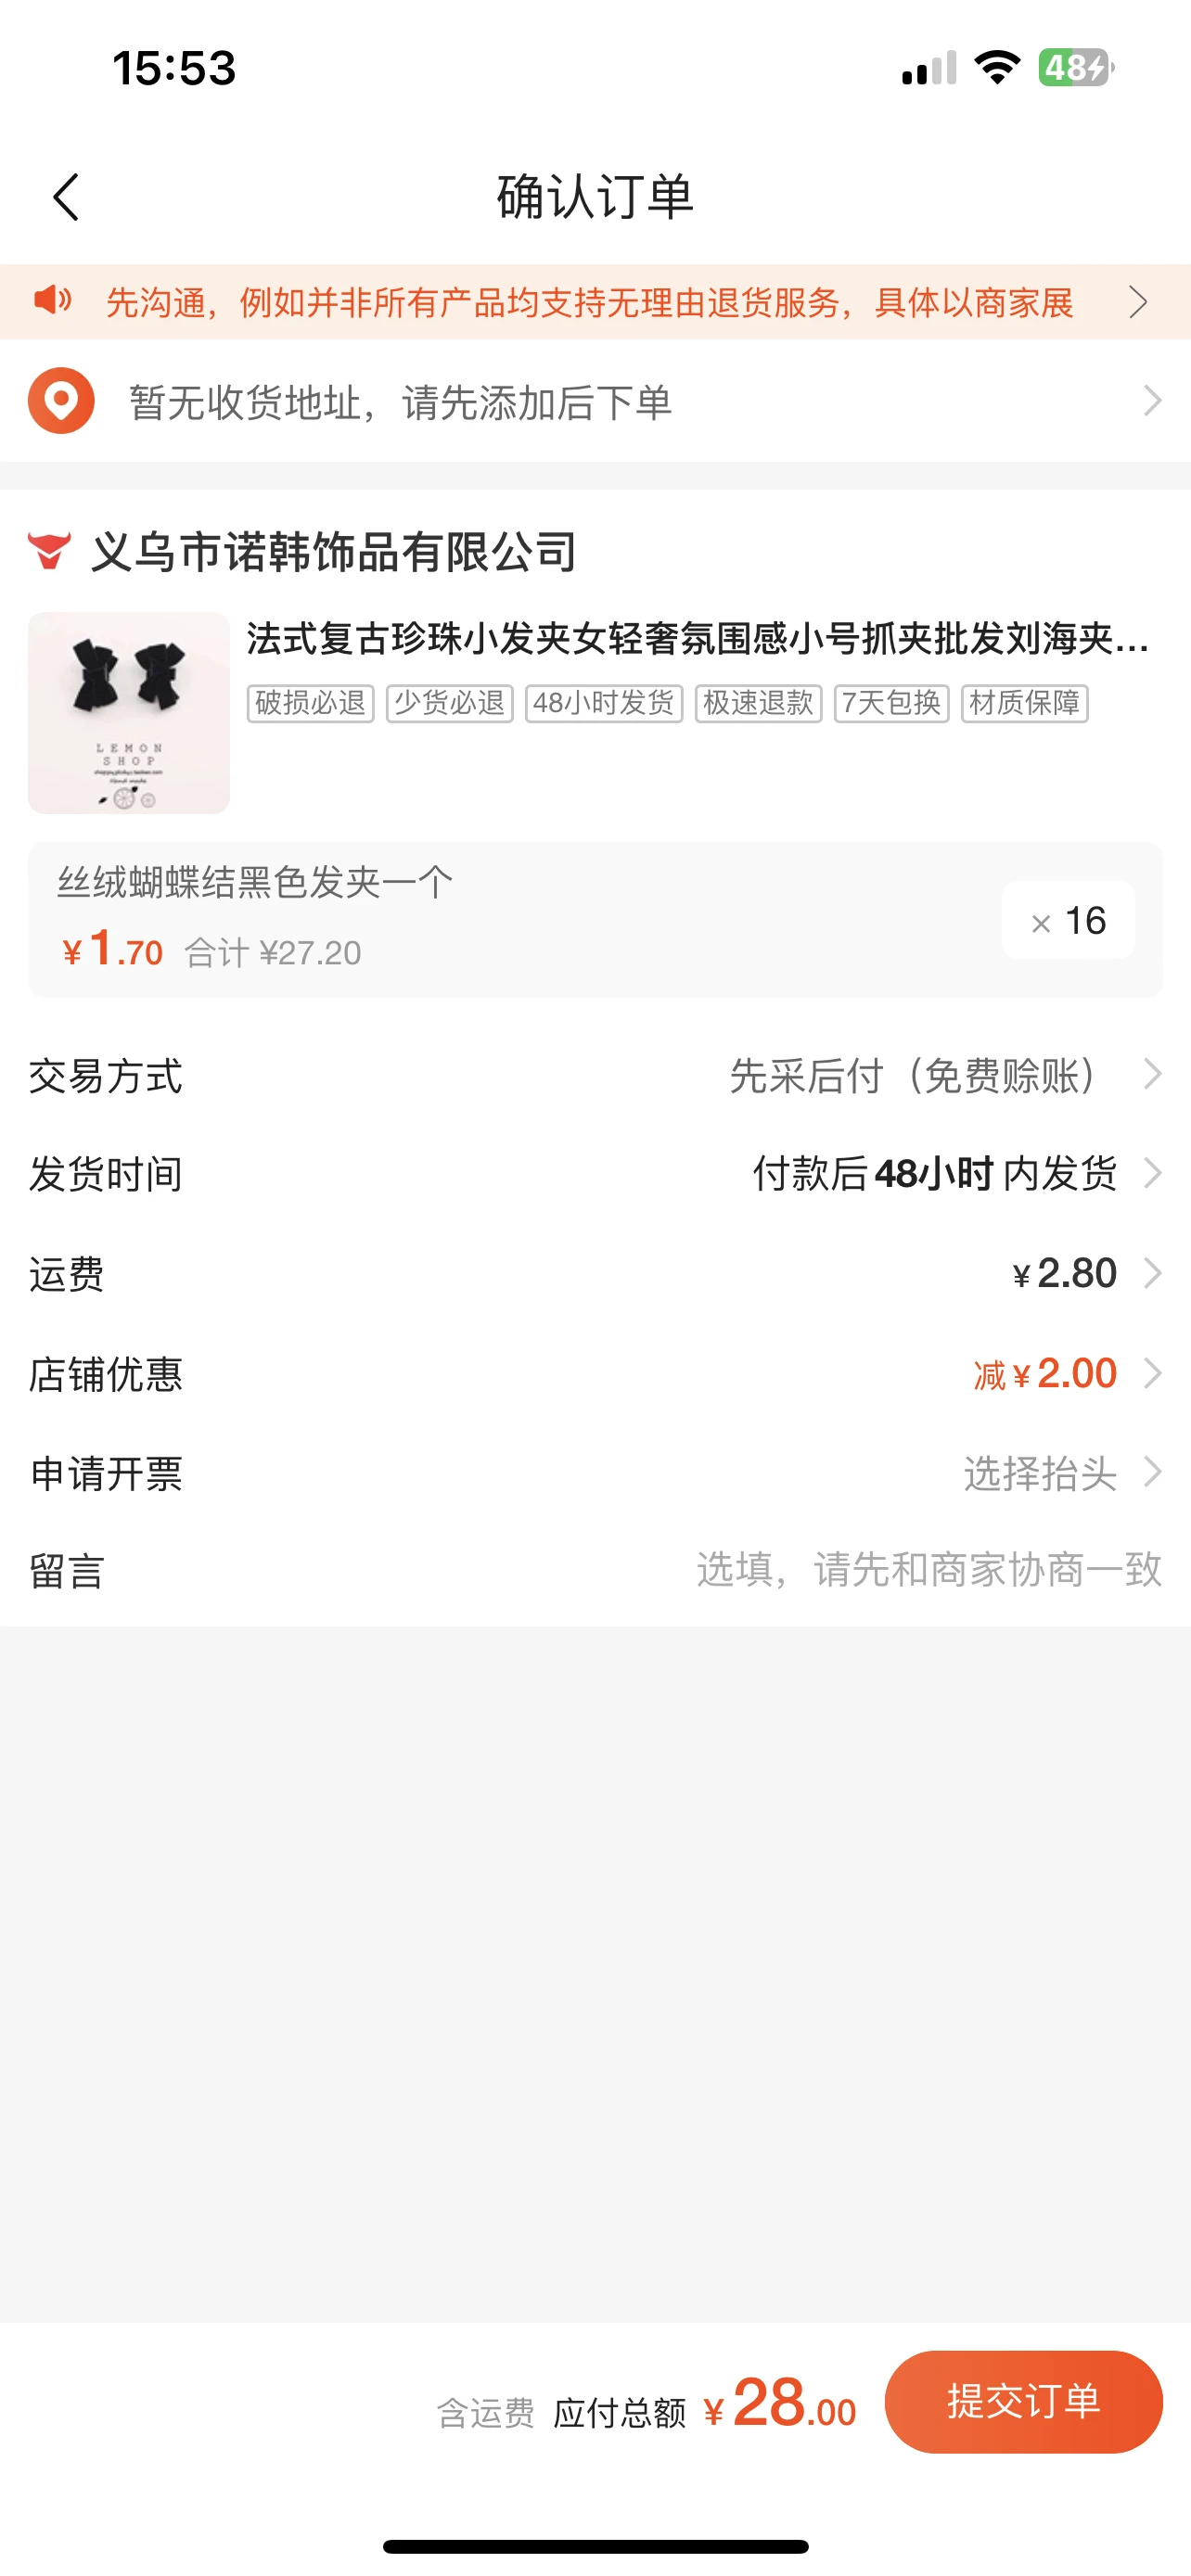 15:53
48
确认订单
先沟通，例如并非所有产品均支持无理由退货服务，具体以商家展
暂无收货地址，请先添加后下单
义乌市诺韩饰品有限公司
法式复古珍珠小发夹女轻奢氛围感小号抓夹批发刘海夹...
破损必退 少货必退 48小时发货 极速退款 7天包换 材质保障
LEMON
SHOP
Hand made
丝绒蝴蝶结黑色发夹一个
¥1.70 合计 ¥27.20
× 16
交易方式 先采后付（免费赊账）
发货时间 付款后48小时内发货
运费 ¥2.80
店铺优惠 减¥2.00
申请开票 选择抬头
留言 选填，请先和商家协商一致
含运费 应付总额 ¥28.00 提交订单